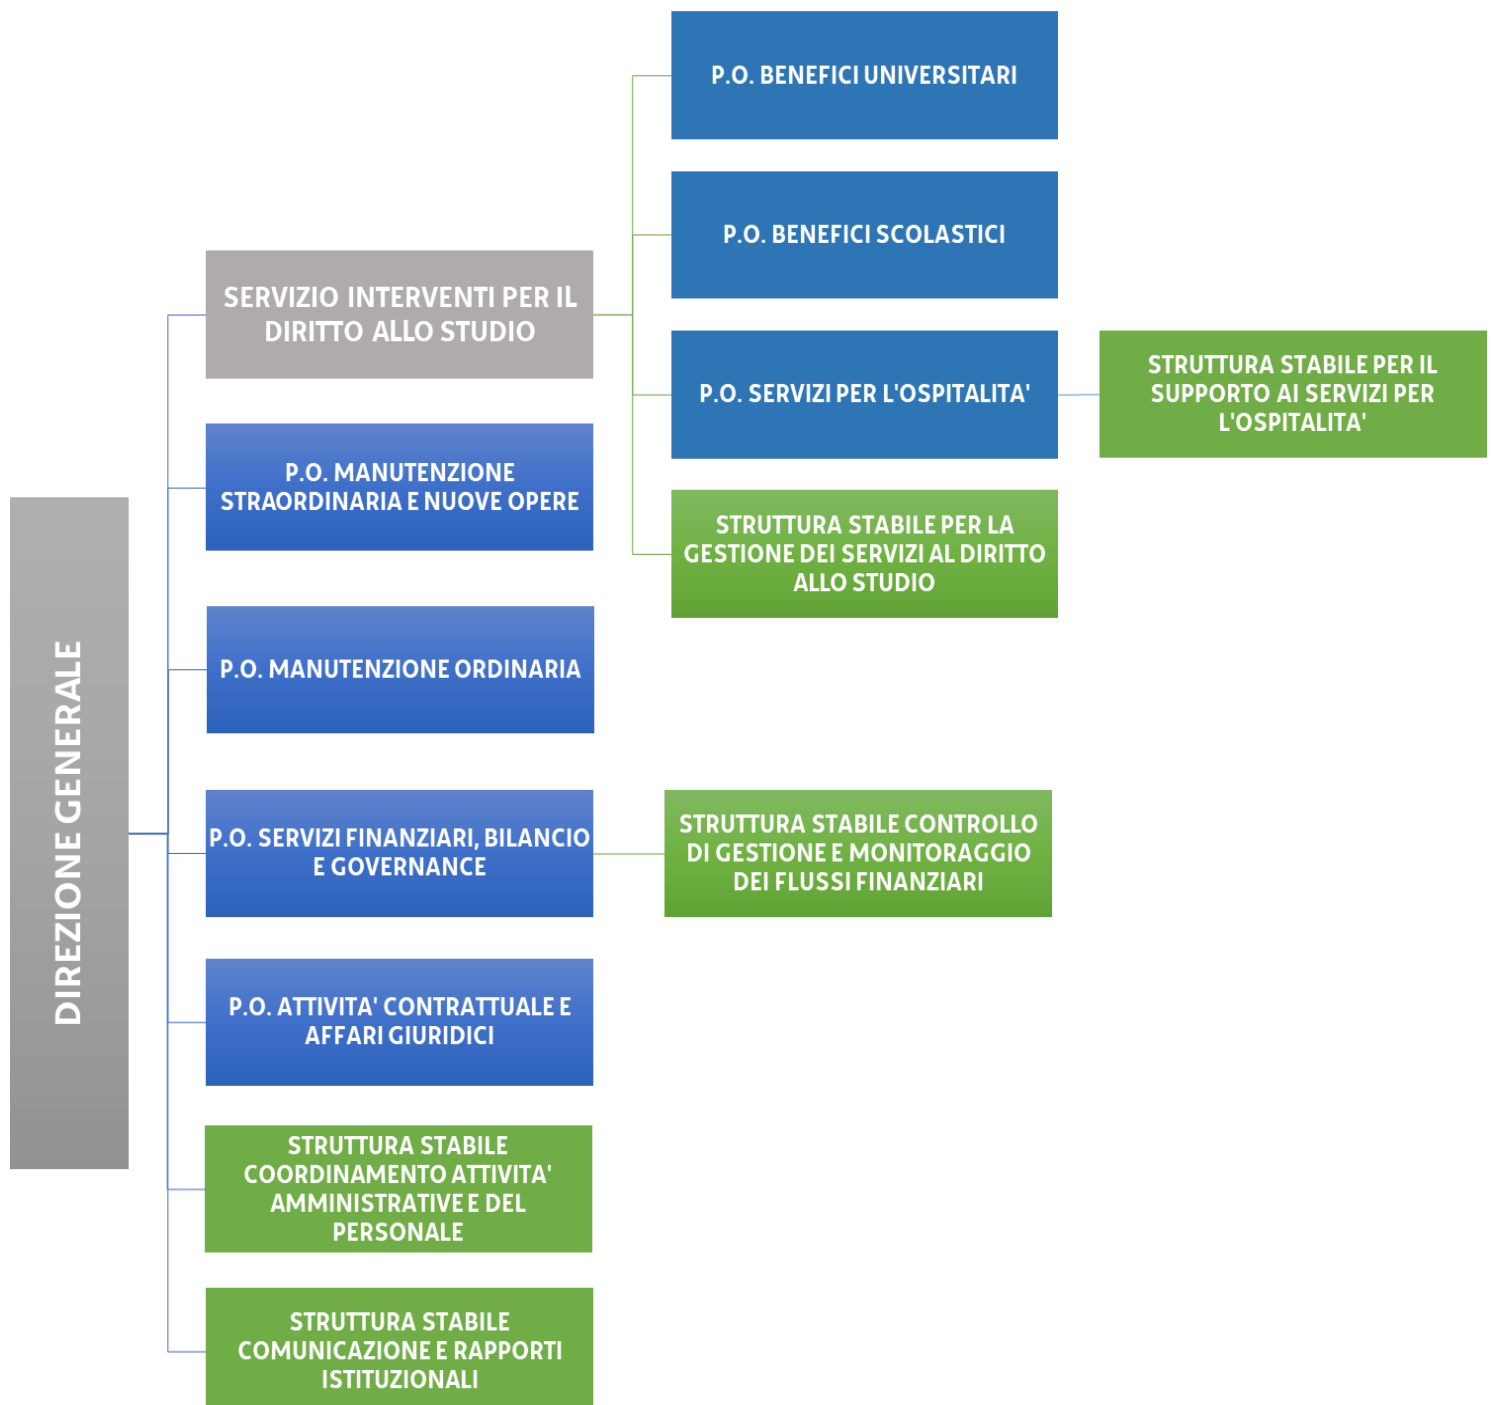 DIREZIONE GENERALE
SERVIZIO INTERVENTI PER IL
DIRITTO ALLO STUDIO
P.O. BENEFICI UNIVERSITARI
P.O. BENEFICI SCOLASTICI
P.O. SERVIZI PER L'OSPITALITA'
STRUTTURA STABILE PER IL
SUPPORTO AI SERVIZI PER
L'OSPITALITA'
STRUTTURA STABILE PER LA
GESTIONE DEI SERVIZI AL DIRITTO
ALLO STUDIO
P.O. MANUTENZIONE
STRAORDINARIA E NUOVE OPERE
P.O. MANUTENZIONE ORDINARIA
P.O. SERVIZI FINANZIARI, BILANCIO
E GOVERNANCE
STRUTTURA STABILE CONTROLLO
DI GESTIONE E MONITORAGGIO
DEI FLUSSI FINANZIARI
P.O. ATTIVITA' CONTRATTUALE E
AFFARI GIURIDICI
STRUTTURA STABILE
COORDINAMENTO ATTIVITA'
AMMINISTRATIVE E DEL
PERSONALE
STRUTTURA STABILE
COMUNICAZIONE E RAPPORTI
ISTITUZIONALI